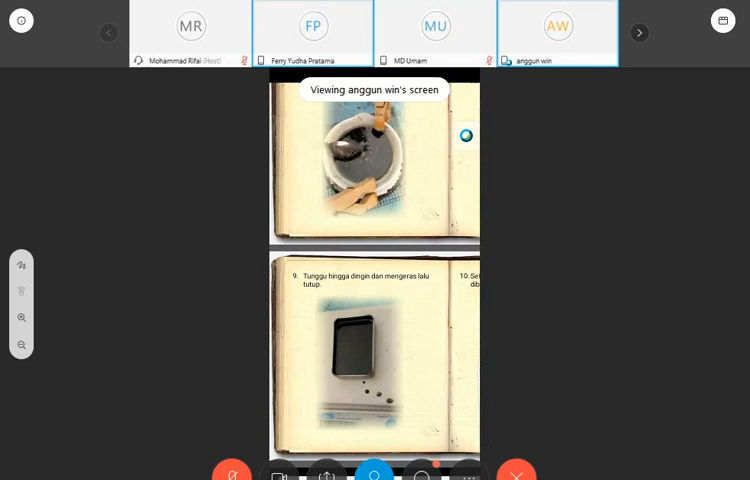 MR
Mohammad Rifai (Host)
FP
Ferry Yudha Pratama
MU
MD Umam
AW
anggun win
Viewing anggun win's screen
9. Tunggu hingga dingin dan mengeras lalu
tutup.
10. Set
dib